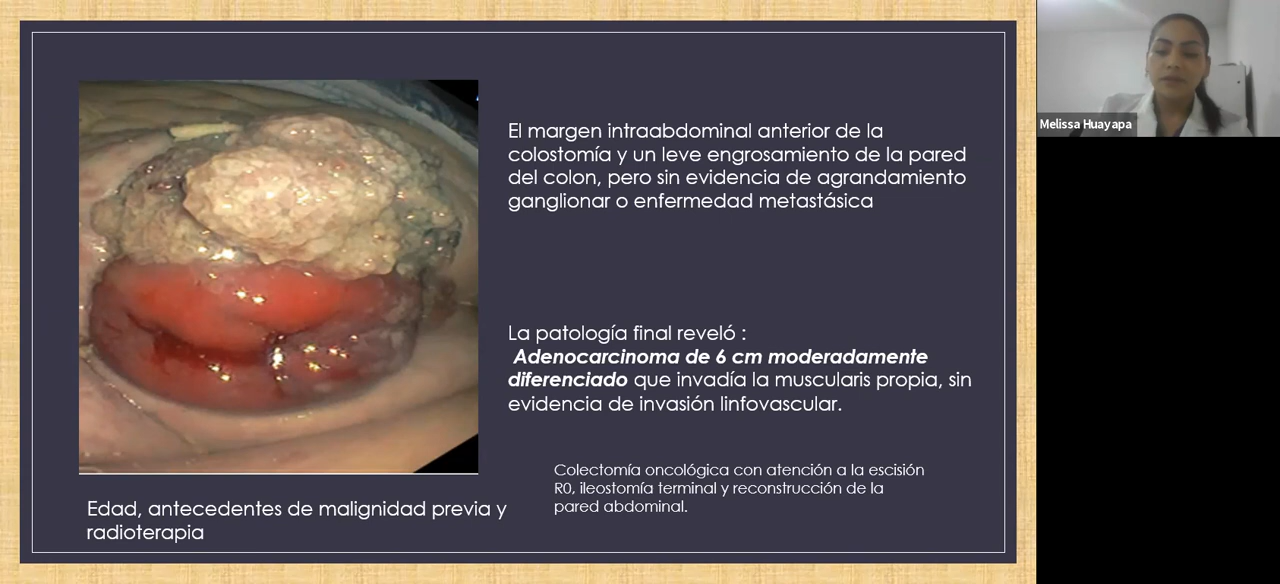 El margen intraabdominal anterior de la
colostomía y un leve engrosamiento de la pared
del colon, pero sin evidencia de agrandamiento
ganglionar o enfermedad metastásica
La patología final reveló :
Adenocarcinoma de 6 cm moderadamente
diferenciado que invadía la muscularis propia, sin
evidencia de invasión linfovascular.
Colectomía oncológica con atención a la escisión
R0, ileostomía terminal y reconstrucción de la
pared abdominal.
Edad, antecedentes de malignidad previa y
radioterapia
Melissa Huayapa